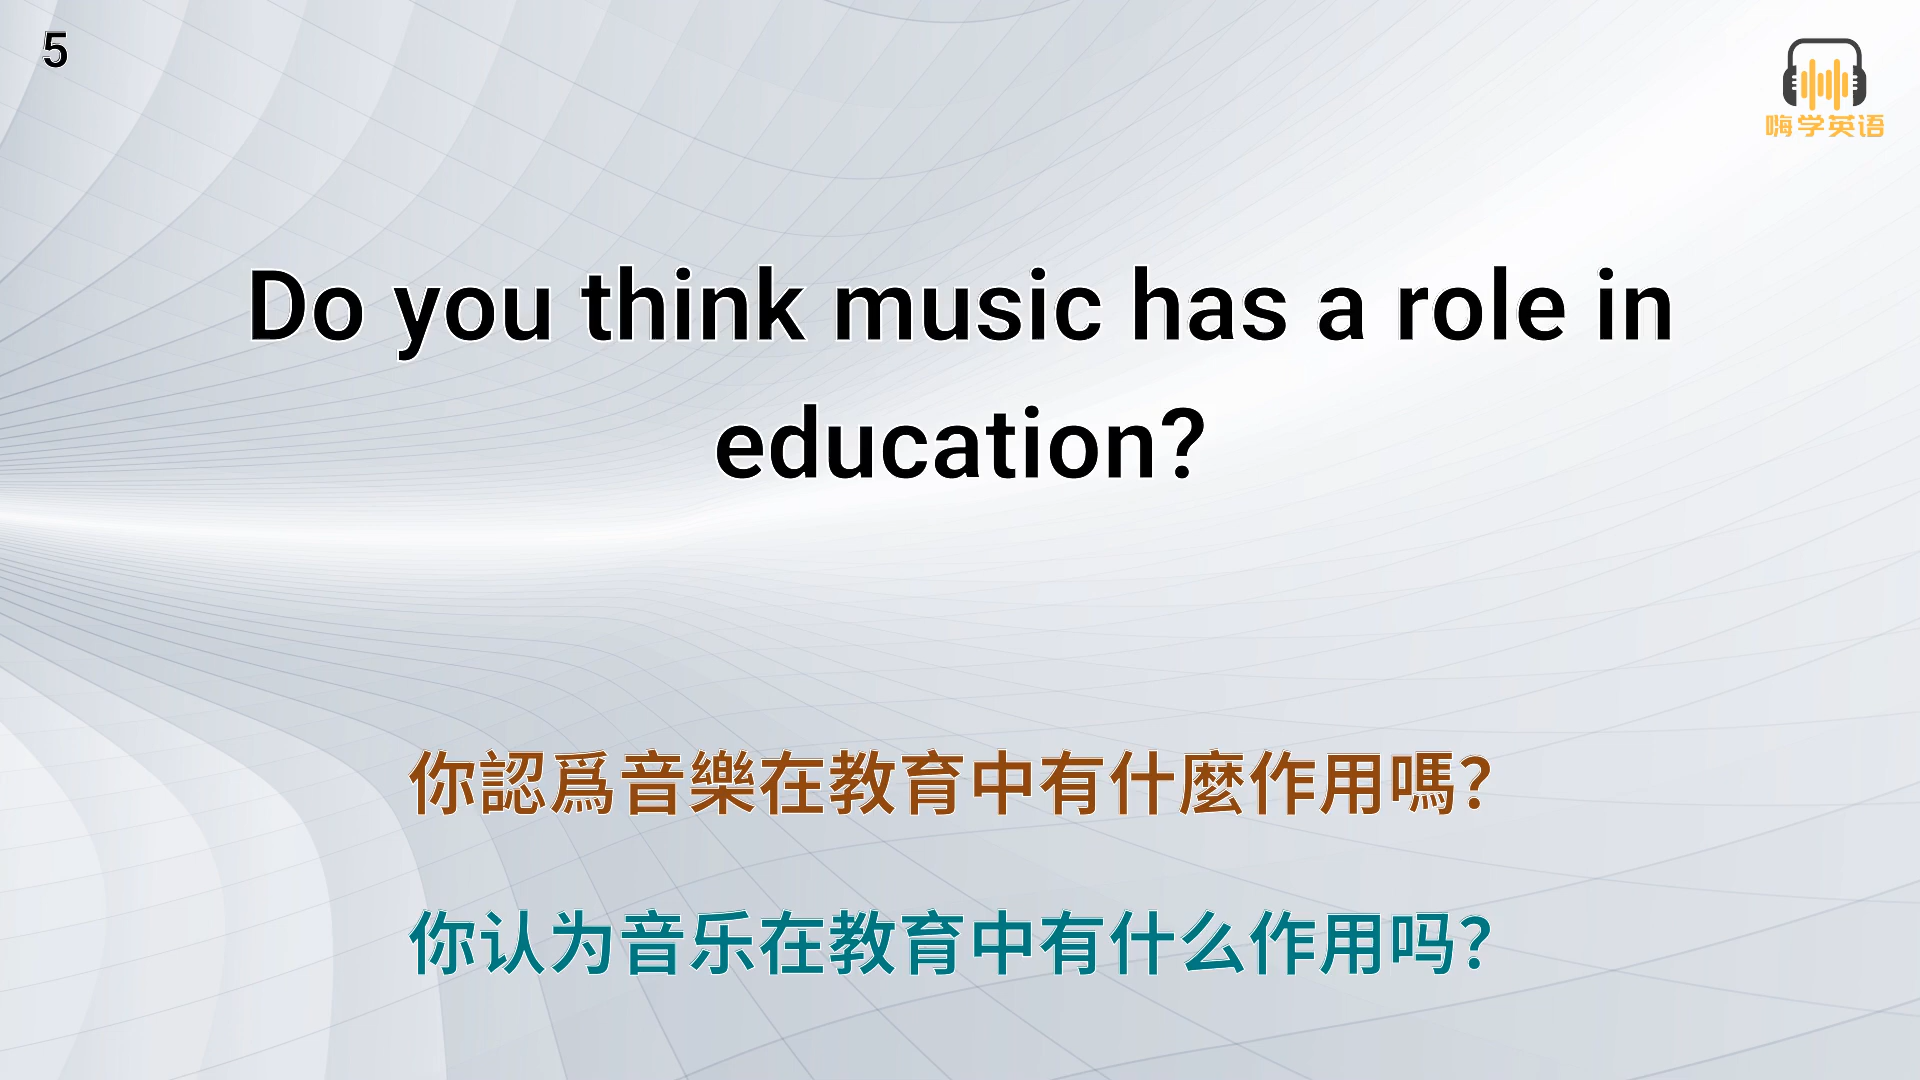 5
嗨学英语
Do you think music has a role in
education?
你認爲音樂在教育中有什麼作用嗎?
你认为音乐在教育中有什么作用吗?